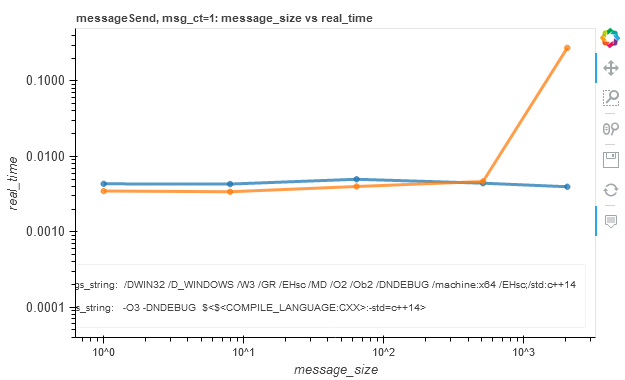 messageSend, msg_ct=1: message_size vs real_time
0.1000
0.0100
0.0010
0.0001
real_time
gs_string: /DWIN32 /D_WINDOWS /W3 /GR /EHsc /MD /O2 /Ob2 /DNDEBUG /machine:x64 /EHsc;/std:c++14
s_string: -O3 -DNDEBUG $<$<COMPILE_LANGUAGE:CXX>:-std=c++14>
10^0 10^1 10^2 10^3
message_size